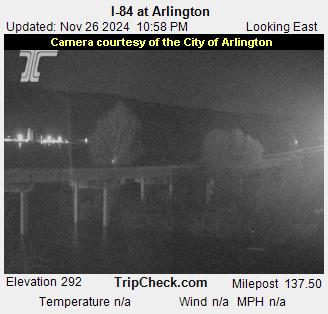 I-84 at Arlington
Updated: Nov 26 2024 10:58 PM Looking East
Camera courtesy of the City of Arlington
Elevation 292 TripCheck.com Milepost 137.50
Temperature n/a Wind n/a MPH n/a